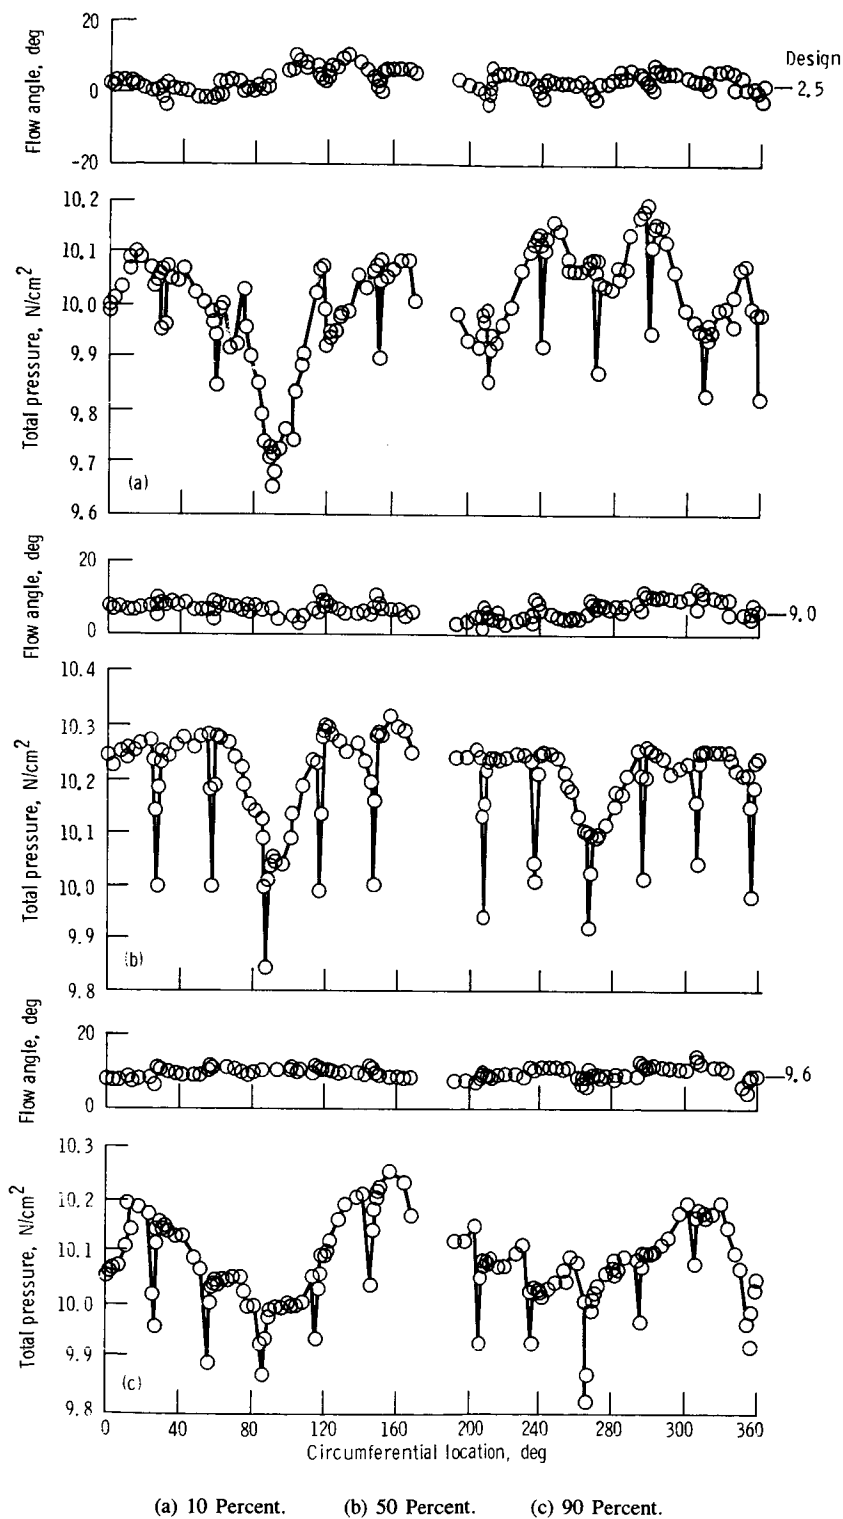 Flow angle, deg
20
0
-20
Design
2.5
Total pressure, N/cm2
10.2
10.1
10.0
9.9
9.8
9.7
9.6
(a)
Flow angle, deg
20
0
9.0
Total pressure, N/cm2
10.4
10.3
10.2
10.1
10.0
9.9
9.8
(b)
Flow angle, deg
20
0
9.6
Total pressure, N/cm2
10.3
10.2
10.1
10.0
9.9
9.8
(c)
0 40 80 120 160 200 240 280 300 360
Circumferential location, deg
(a) 10 Percent. (b) 50 Percent. (c) 90 Percent.